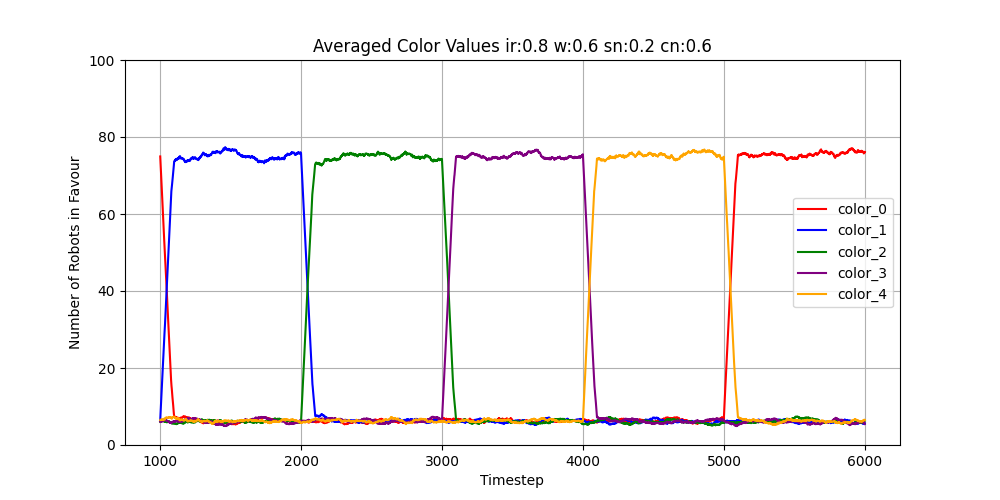 Averaged Color Values ir:0.8 w:0.6 sn:0.2 cn:0.6
100
80
60
40
20
0
Number of Robots in Favour
color_0
color_1
color_2
color_3
color_4
1000 2000 3000 4000 5000 6000
Timestep